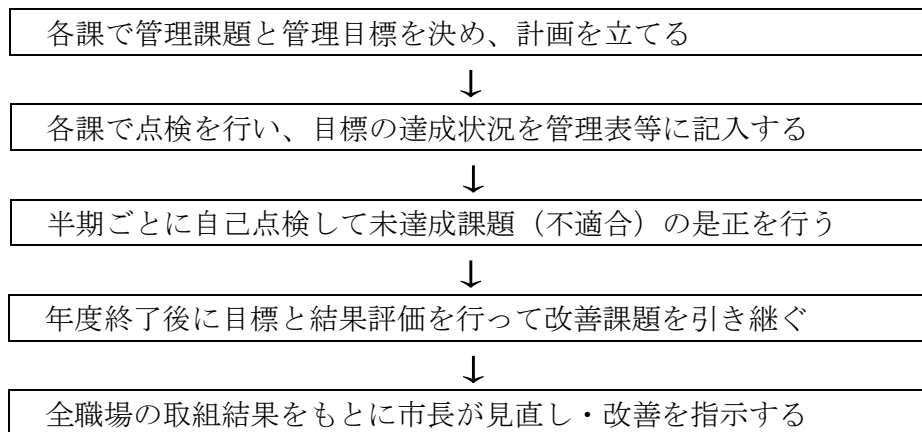 各課で管理課題と管理目標を決め、計画を立てる
↓
各課で点検を行い、目標の達成状況を管理表等に記入する
↓
半期ごとに自己点検して未達成課題（不適合）の是正を行う
↓
年度終了後に目標と結果評価を行って改善課題を引き継ぐ
↓
全職場の取組結果をもとに市長が見直し・改善を指示する